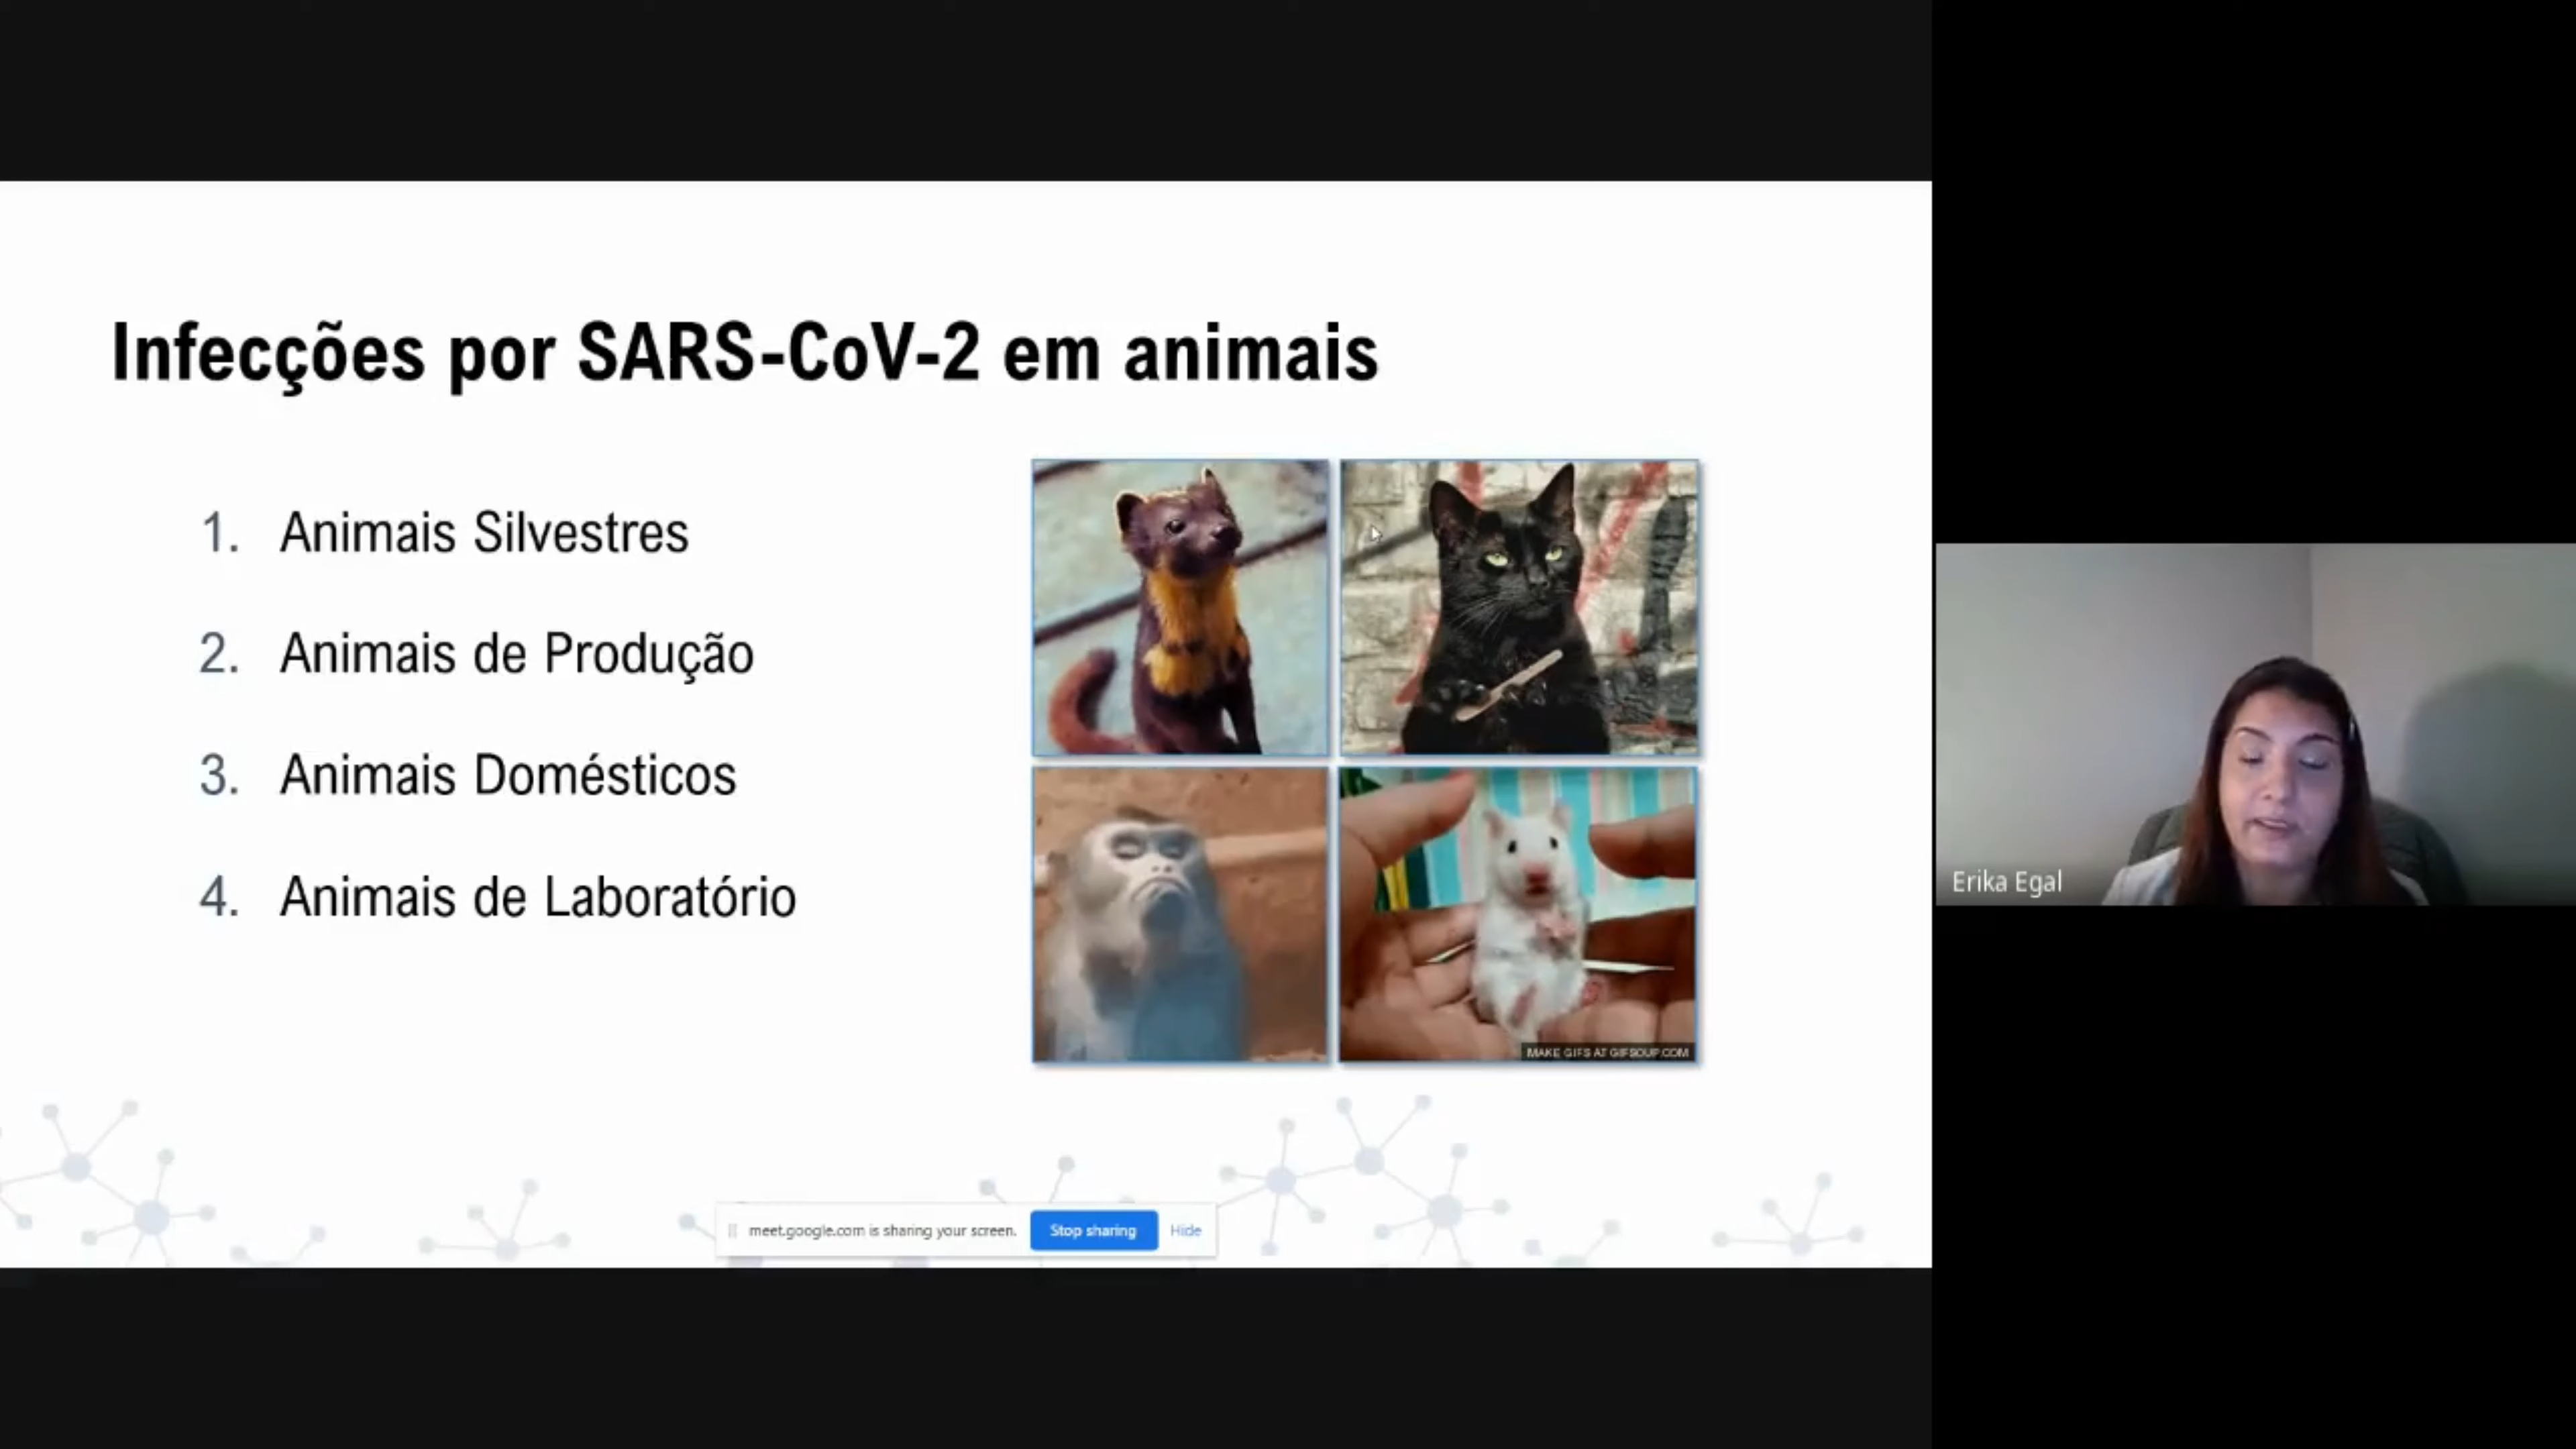 Infecções por SARS-CoV-2 em animais
1. Animais Silvestres
2. Animais de Produção
3. Animais Domésticos
4. Animais de Laboratório
MAKE GIFS AT GIFSOUP.COM
Erika Egal
meet.google.com is sharing your screen. Stop sharing Hide